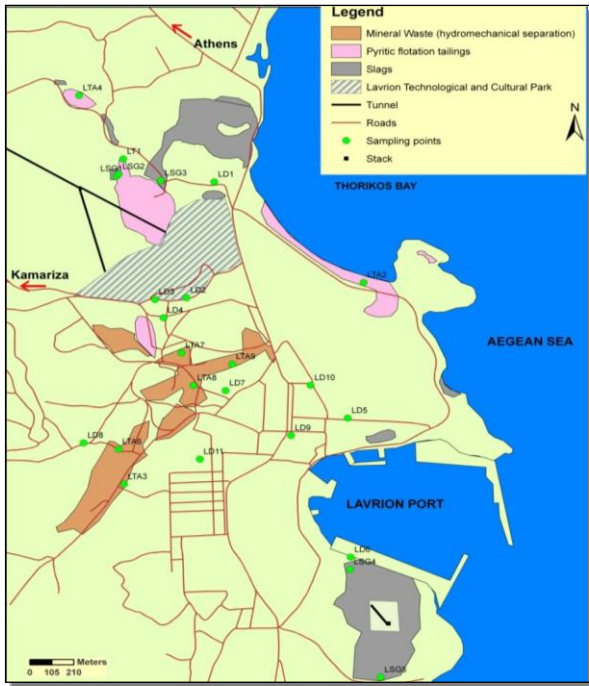 Legend
Mineral Waste (hydromechanical separation)
Pyritic flotation tailings
Slags
Lavrion Technological and Cultural Park
Tunnel
Roads
Sampling points
Stack
N
Athens
LTA4
LT1
LSG2
LSG3
LD1
THORIKOS BAY
Kamariza
LTA2
LD3
LD2
LD4
AEGEAN SEA
LTA7
LTA9
LTA8
LD7
LD10
LD5
LD9
LD8
LTA6
LD11
LTA3
LAVRION PORT
LD6
LSG4
LSG5
Meters
0 105 210